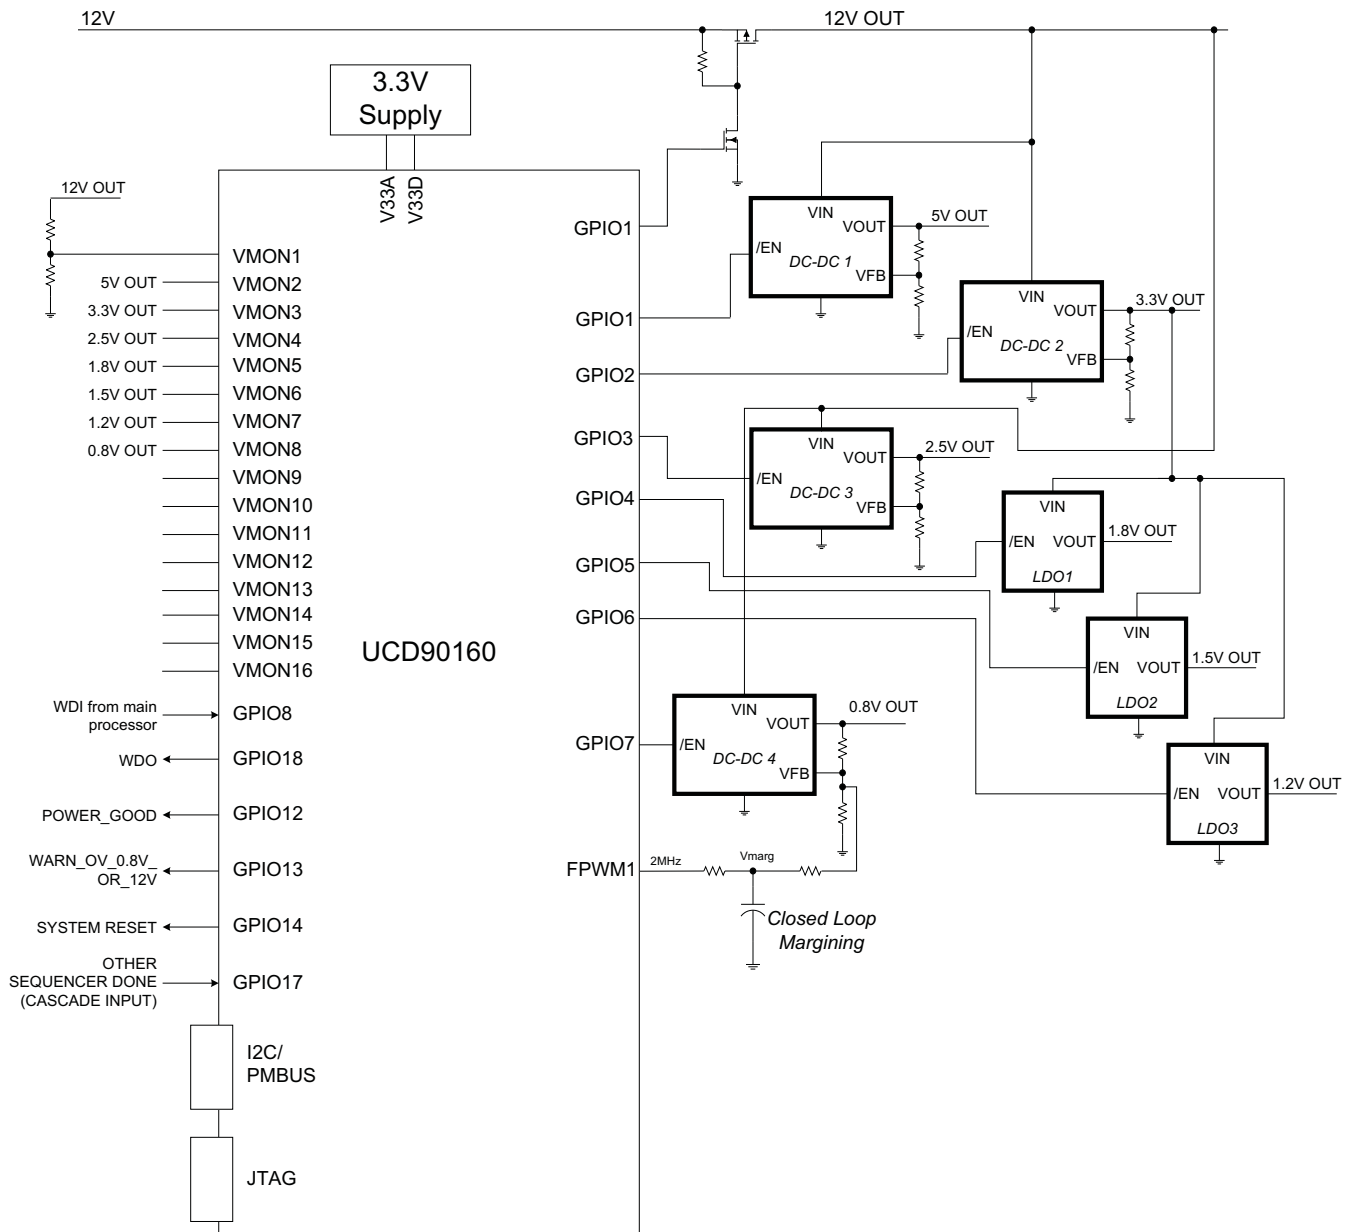 12V
12V OUT
3.3V
Supply
V33A
V33D
12V OUT
VMON1
5V OUT
VMON2
3.3V OUT
VMON3
2.5V OUT
VMON4
1.8V OUT
VMON5
1.5V OUT
VMON6
1.2V OUT
VMON7
0.8V OUT
VMON8
VMON9
VMON10
VMON11
VMON12
VMON13
VMON14
VMON15
VMON16
WDI from main
processor
GPIO8
WDO
GPIO18
POWER_GOOD
GPIO12
WARN_OV_0.8V_
OR_12V
GPIO13
SYSTEM RESET
GPIO14
OTHER
SEQUENCER DONE
(CASCADE INPUT)
GPIO17
I2C/
PMBUS
JTAG
UCD90160
GPIO1
GPIO1
GPIO2
GPIO3
GPIO4
GPIO5
GPIO6
GPIO7
FPWM1
2MHz
Vmarg
Closed Loop
Margining
VIN
VOUT
/EN
DC-DC 1
VFB
5V OUT
VIN
VOUT
/EN
DC-DC 2
VFB
3.3V OUT
VIN
VOUT
/EN
DC-DC 3
VFB
2.5V OUT
VIN
/EN
VOUT
LDO1
1.8V OUT
VIN
/EN
VOUT
LDO2
1.5V OUT
VIN
/EN
VOUT
LDO3
1.2V OUT
VIN
VOUT
/EN
DC-DC 4
VFB
0.8V OUT